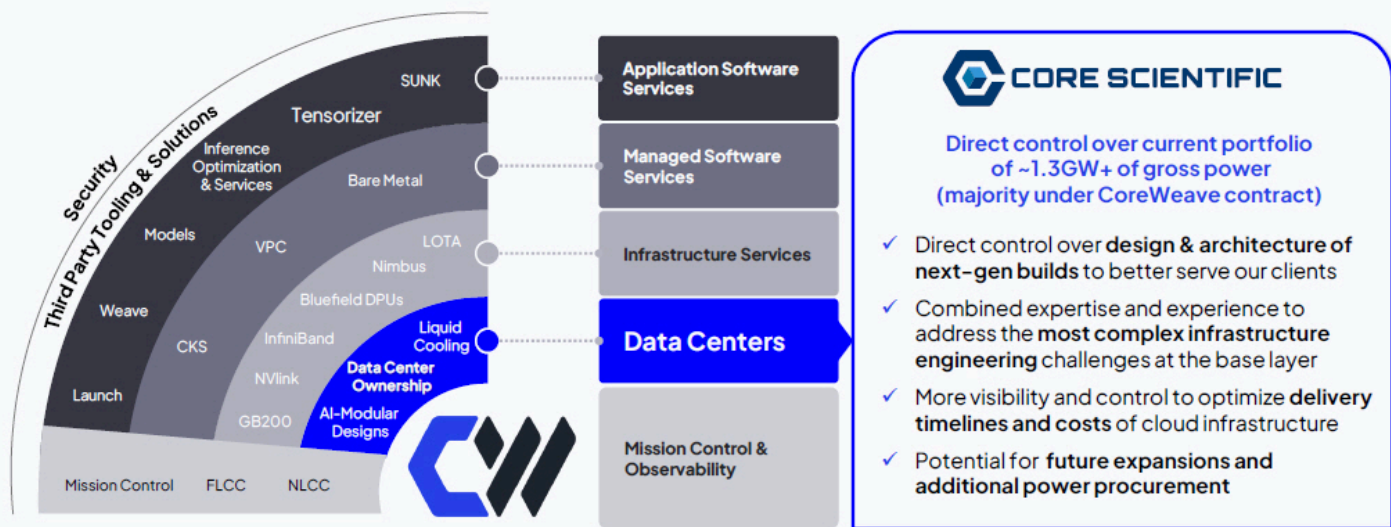 Security
Third Party Tooling & Solutions
SUNK
Tensorizer
Inference
Optimization
& Services
Models
Weave
Launch
Bare Metal
VPC
CKS
LOTA
Nimbus
Bluefield DPUs
InfiniBand
NVlink
GB200
Liquid
Cooling
Data Center
Ownership
AI-Modular
Designs
Mission Control
FLCC
NLCC
Application Software
Services
Managed Software
Services
Infrastructure Services
Data Centers
Mission Control &
Observability
CORE SCIENTIFIC
Direct control over current portfolio
of ~1.3GW+ of gross power
(majority under CoreWeave contract)
✓ Direct control over design & architecture of
next-gen builds to better serve our clients
✓ Combined expertise and experience to
address the most complex infrastructure
engineering challenges at the base layer
✓ More visibility and control to optimize delivery
timelines and costs of cloud infrastructure
✓ Potential for future expansions and
additional power procurement